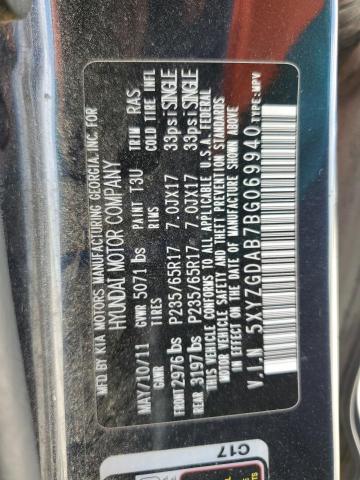 MFG BY KIA MOTORS MANUFACTURING GEORGIA, INC. FOR
HYUNDAI MOTOR COMPANY
MAY/10/11 GVWR 5071 lbs PAINT T3U TRIM RAS
GAWR TIRES RIMS COLD TIRE INFL
FRONT 2976 lbs P235/65R17 7.0JX17 33psi SINGLE
REAR 3197 lbs P235/65R17 7.0JX17 33psi SINGLE
THIS VEHICLE CONFORMS TO ALL APPLICABLE U.S.A. FEDERAL
MOTOR VEHICLE SAFETY AND THEFT PREVENTION STANDARDS
IN EFFECT ON THE DATE OF MANUFACTURE SHOWN ABOVE
V.I.N 5XYZGDAB7BG069940 TYPE:MPV
C17